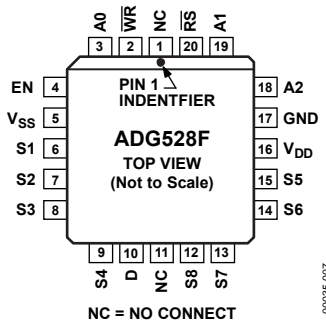 A0 WR NC RS A1
3 2 1 20 19
PIN 1
INDENTFIER
EN 4
VSS 5
S1 6
S2 7
S3 8
ADG528F
TOP VIEW
(Not to Scale)
18 A2
17 GND
16 VDD
15 S5
14 S6
9 10 11 12 13
S4 D NC S8 S7
NC = NO CONNECT
00035-007